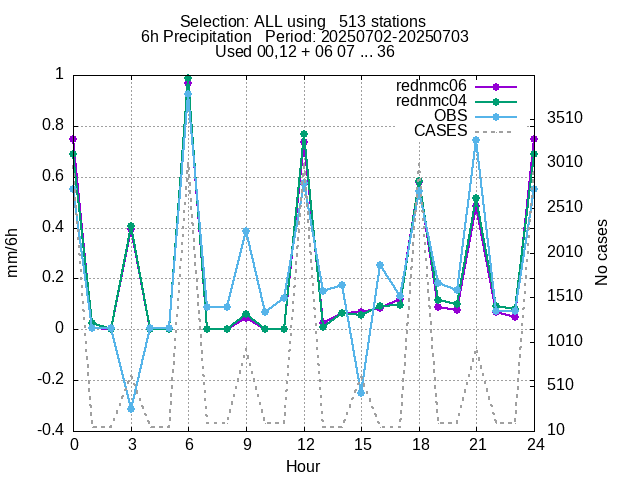 Selection: ALL using   513 stations
6h Precipitation   Period: 20250702-20250703
Used 00,12 + 06 07 ... 36
rednmc06
rednmc04
OBS
CASES
1
0.8
0.6
0.4
0.2
0
-0.2
-0.4
mm/6h
3510
3010
2510
2010
1510
1010
510
10
No cases
0 3 6 9 12 15 18 21 24
Hour